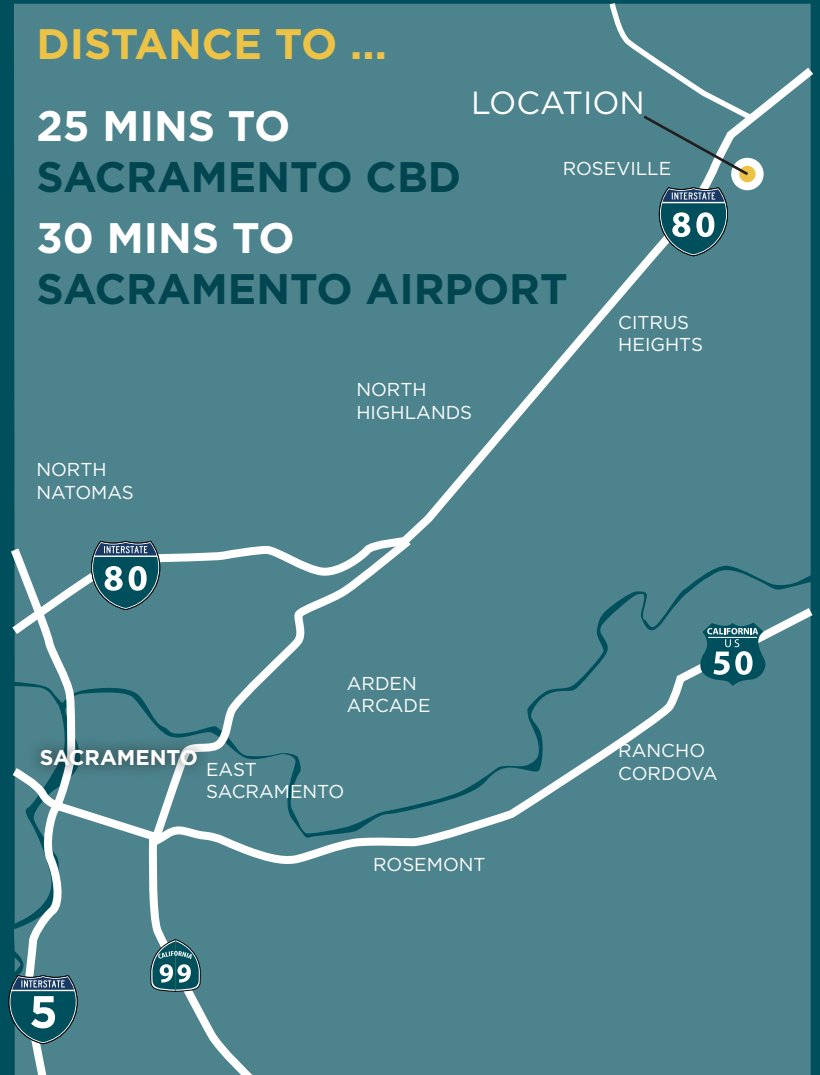 DISTANCE TO ...
25 MINS TO
SACRAMENTO CBD
30 MINS TO
SACRAMENTO AIRPORT
LOCATION
ROSEVILLE
INTERSTATE
80
CITRUS
HEIGHTS
NORTH
HIGHLANDS
NORTH
NATOMAS
INTERSTATE
80
CALIFORNIA
US
50
ARDEN
ARCADE
SACRAMENTO
EAST
SACRAMENTO
RANCHO
CORDOVA
ROSEMONT
CALIFORNIA
99
INTERSTATE
5